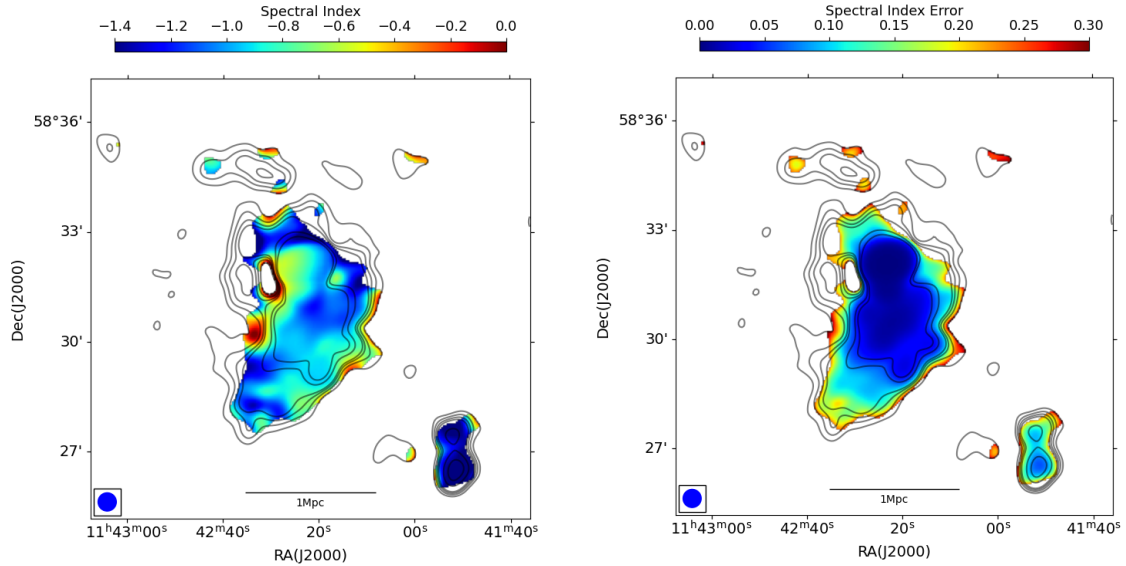 Spectral Index
−1.4 −1.2 −1.0 −0.8 −0.6 −0.4 −0.2 0.0
58°36'
33'
30'
27'
Dec(J2000)
1Mpc
11ʰ43ᵐ00ˢ 42ᵐ40ˢ 20ˢ 00ˢ 41ᵐ40ˢ
RA(J2000)
Spectral Index Error
0.00 0.05 0.10 0.15 0.20 0.25 0.30
58°36'
33'
30'
27'
Dec(J2000)
1Mpc
11ʰ43ᵐ00ˢ 42ᵐ40ˢ 20ˢ 00ˢ 41ᵐ40ˢ
RA(J2000)